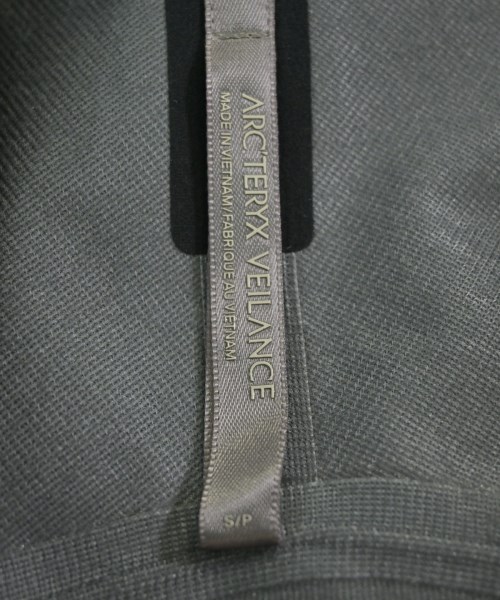 ARC'TERYX VEILANCE
MADE IN VIETNAM/FABRIQUE AU VIETNAM
S/P